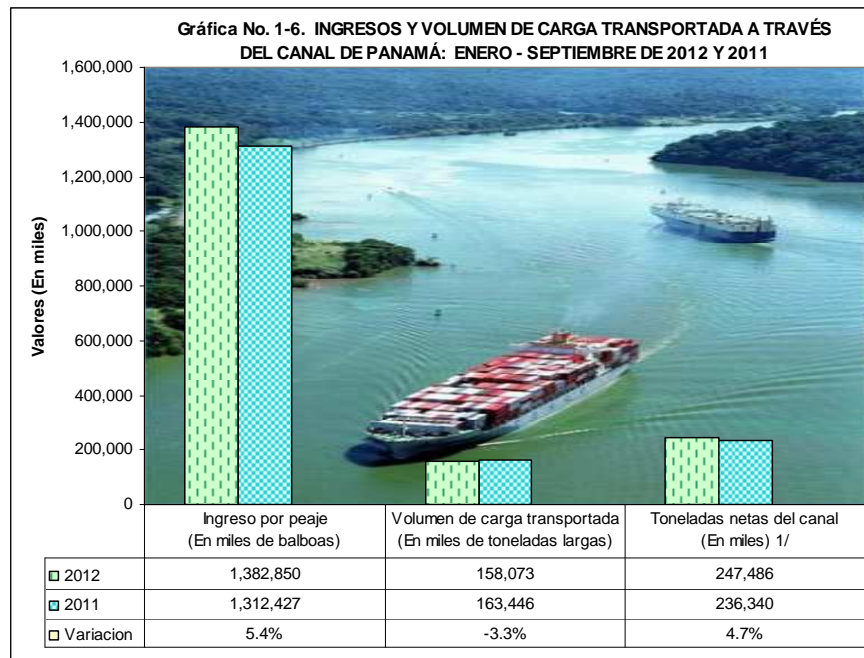 Gráfica No. 1-6. INGRESOS Y VOLUMEN DE CARGA TRANSPORTADA A TRAVÉS
DEL CANAL DE PANAMÁ: ENERO - SEPTIEMBRE DE 2012 Y 2011
Valores (En miles)
1,600,000
1,400,000
1,200,000
1,000,000
800,000
600,000
400,000
200,000
0
Ingreso por peaje
(En miles de balboas)
Volumen de carga transportada
(En miles de toneladas largas)
Toneladas netas del canal
(En miles) 1/
2012 1,382,850 158,073 247,486
2011 1,312,427 163,446 236,340
Variacion 5.4% -3.3% 4.7%